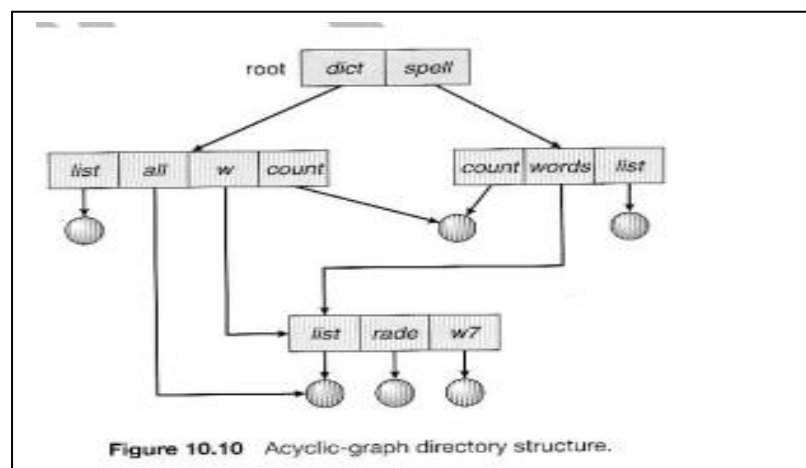 root dict spell
list all w count count words list
list rade w7
Figure 10.10 Acyclic-graph directory structure.